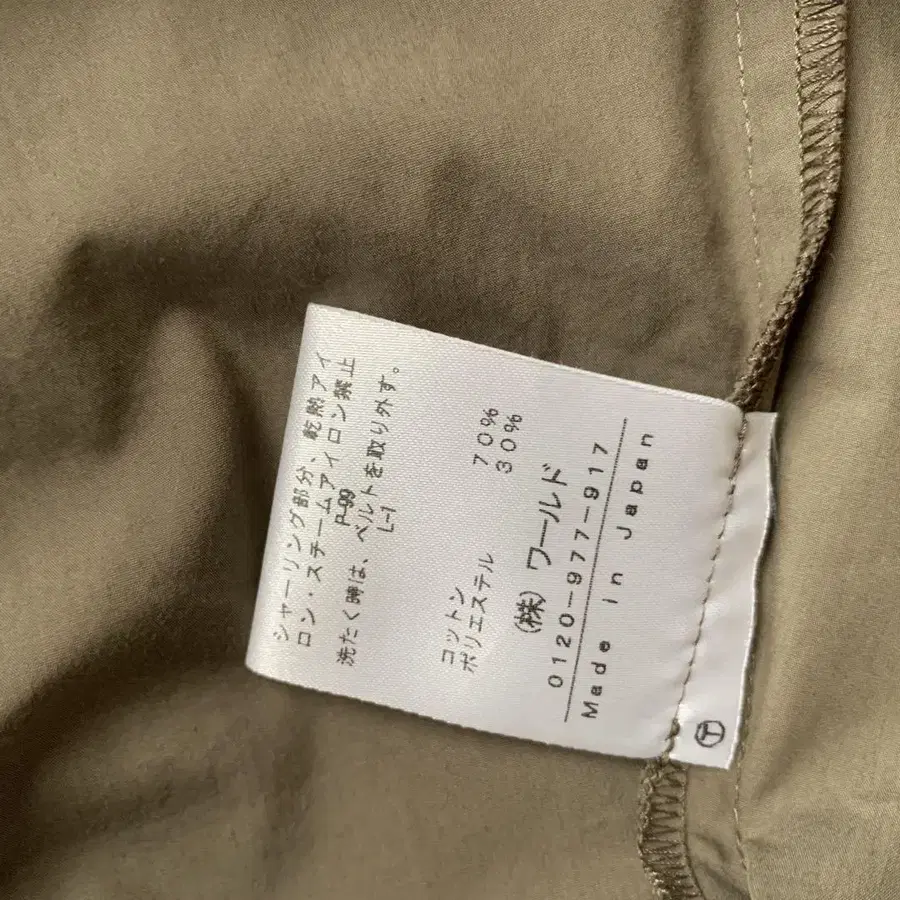 シャーリング部分、乾熱アイ
ロン・スチームアイロン禁止
P-99
洗たく時は、ベルトを取り外す。
L-1
コットン 70%
ポリエステル 30%
(株) ワールド
0120-977-917
Made in Japan
T